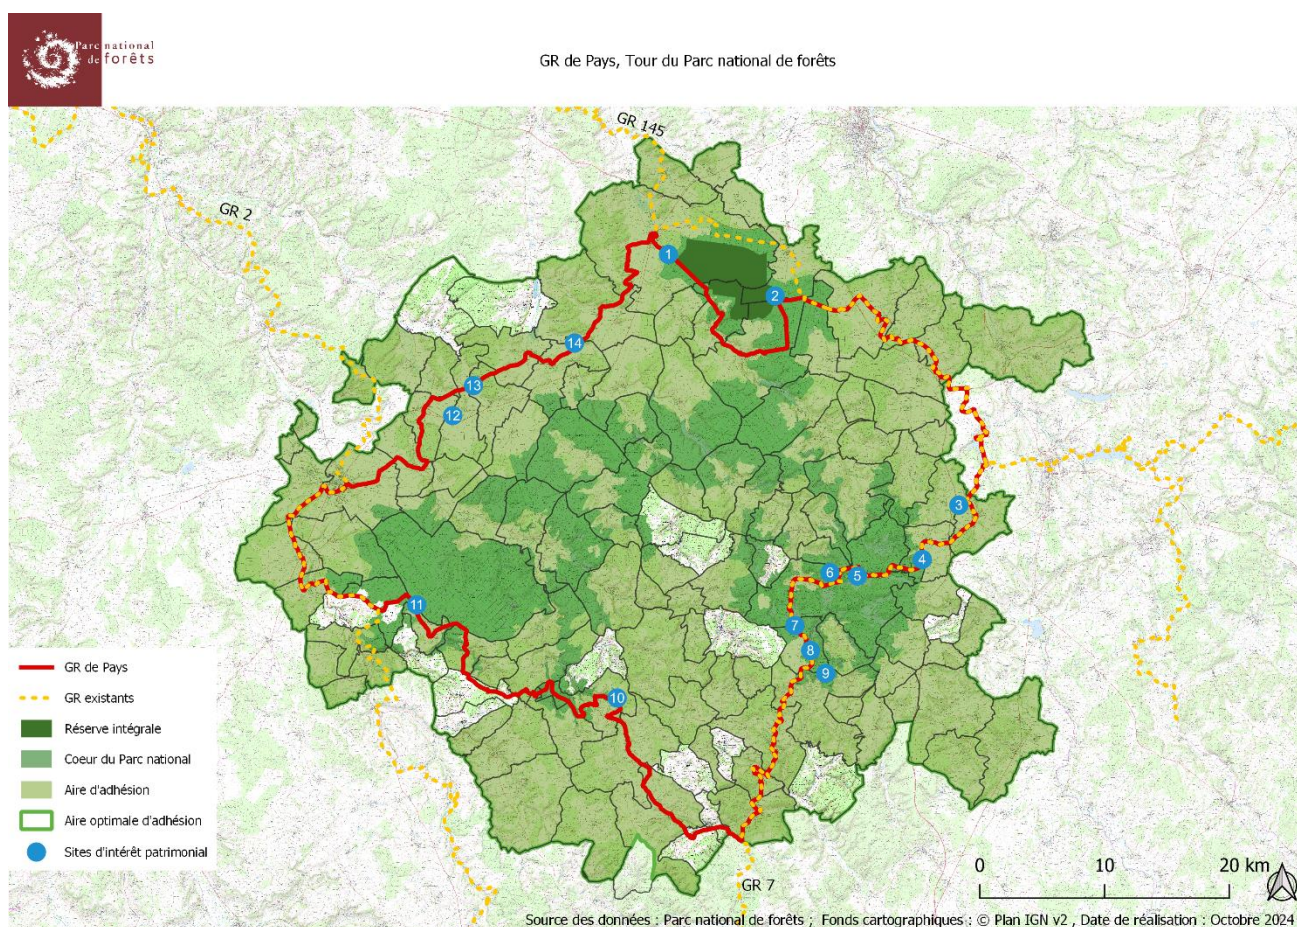 Parc national
de forêts
GR de Pays, Tour du Parc national de forêts
GR 145
GR 2
1
2
14
13
12
3
4
6
5
7
8
9
11
10
GR de Pays
GR existants
Réserve intégrale
Coeur du Parc national
Aire d'adhésion
Aire optimale d'adhésion
Sites d'intérêt patrimonial
GR 7
0 10 20 km
Source des données : Parc national de forêts ; Fonds cartographiques : © Plan IGN v2 , Date de réalisation : Octobre 2024